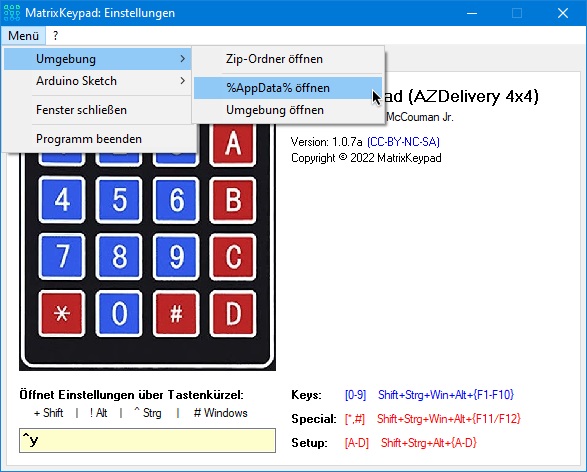 MatrixKeypad: Einstellungen
Menü ?
Umgebung
Arduino Sketch
Fenster schließen
Programm beenden
Zip-Ordner öffnen
%AppData% öffnen
Umgebung öffnen
ad (AZDelivery 4x4)
McCouman Jr.
Version: 1.0.7a (CC-BY-NC-SA)
Copyright © 2022 MatrixKeypad
A
4 5 6 B
7 8 9 C
* 0 # D
Öffnet Einstellungen über Tastenkürzel:
+ Shift | ! Alt | ^ Strg | # Windows
^y
Keys: [0-9] Shift+Strg+Win+Alt+{F1-F10}
Special: [*,#] Shift+Strg+Win+Alt+{F11/F12}
Setup: [A-D] Shift+Strg+Alt+{A-D}